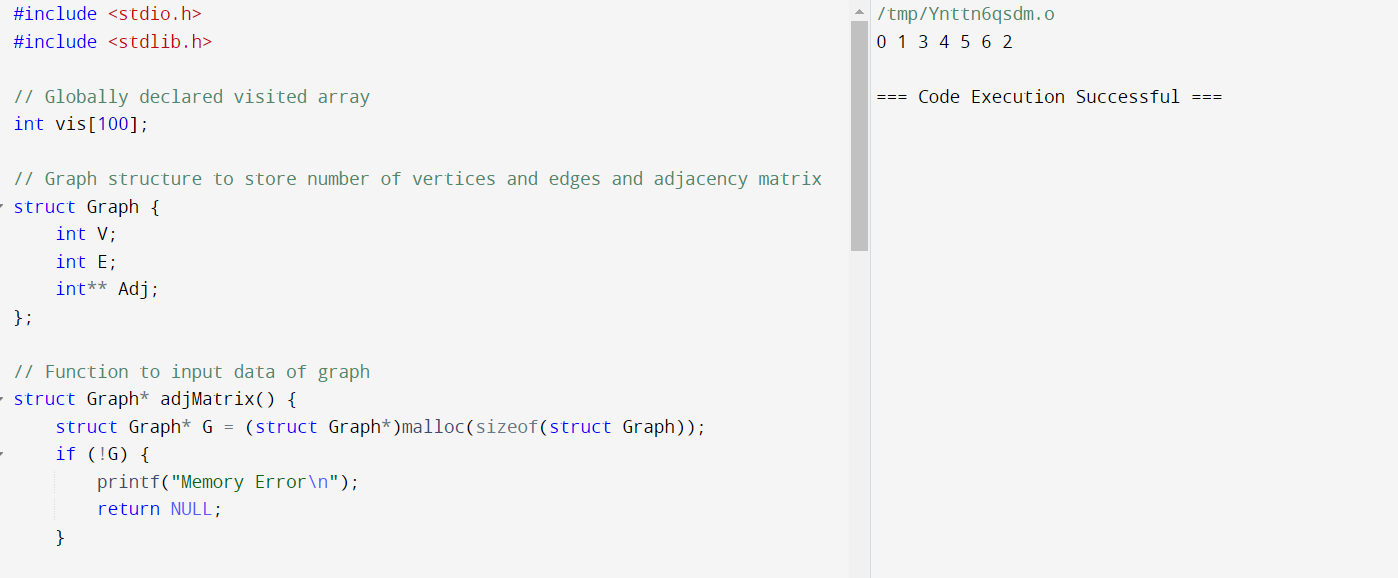 #include <stdio.h>
#include <stdlib.h>

// Globally declared visited array
int vis[100];

// Graph structure to store number of vertices and edges and adjacency matrix
struct Graph {
    int V;
    int E;
    int** Adj;
};

// Function to input data of graph
struct Graph* adjMatrix() {
    struct Graph* G = (struct Graph*)malloc(sizeof(struct Graph));
    if (!G) {
        printf("Memory Error\n");
        return NULL;
    }
/tmp/Ynttn6qsdm.o
0 1 3 4 5 6 2

=== Code Execution Successful ===